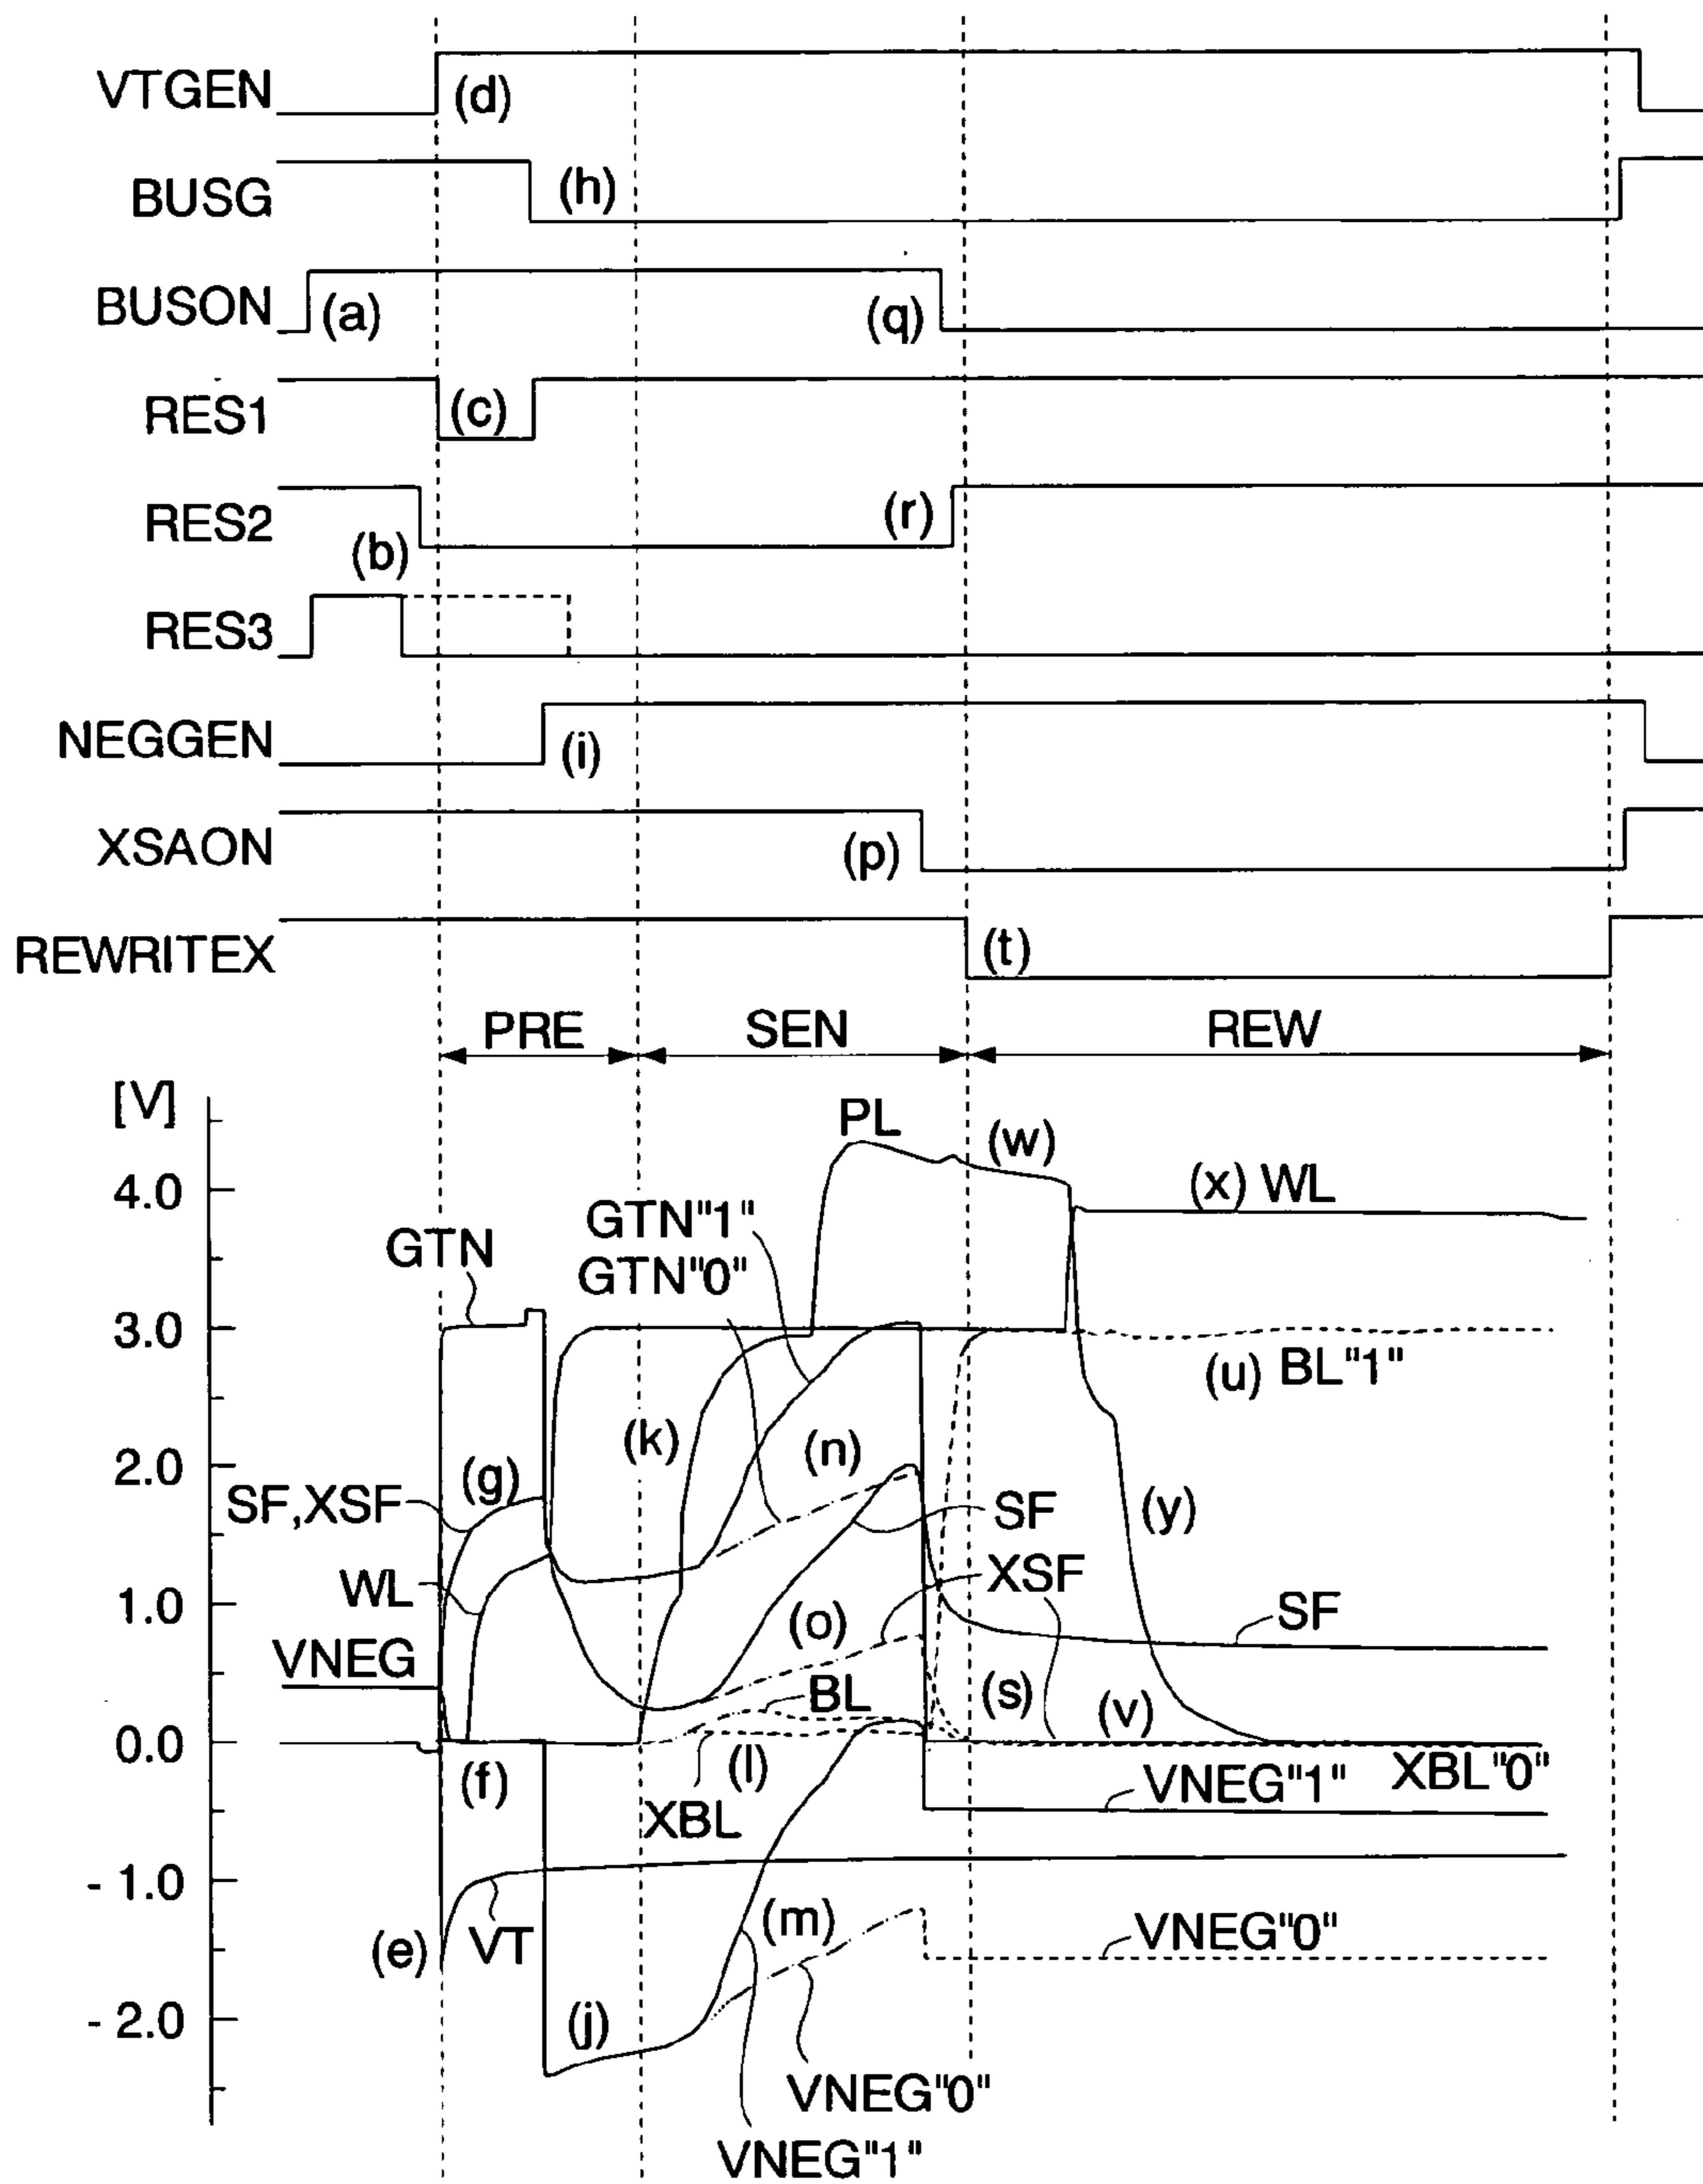 VTGEN (d)
BUSG (h)
BUSON (a) (q)
RES1 (c)
RES2 (b) (r)
RES3
NEGGEN (i)
XSAON (p)
REWRITEX (t)
PRE SEN REW
[V]
PL (w)
4.0 (x) WL
GTN GTN"1"
GTN"0"
3.0
(u) BL"1"
(k) (n)
2.0 (g)
SF,XSF SF (y)
WL XSF
1.0 (o) SF
VNEG BL (s) (v)
0.0
(f) (l) XBL VNEG"1" XBL"0"
- 1.0
(e) VT (m) VNEG"0"
- 2.0 (j)
VNEG"0"
VNEG"1"